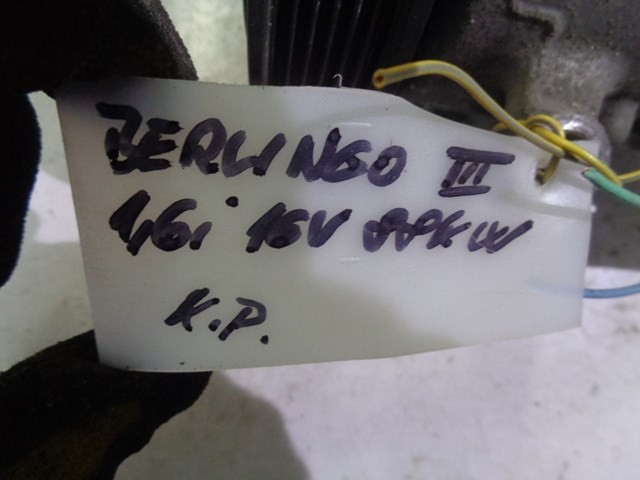 BERLINGO III
1,6i 16V 88KW
K.P.